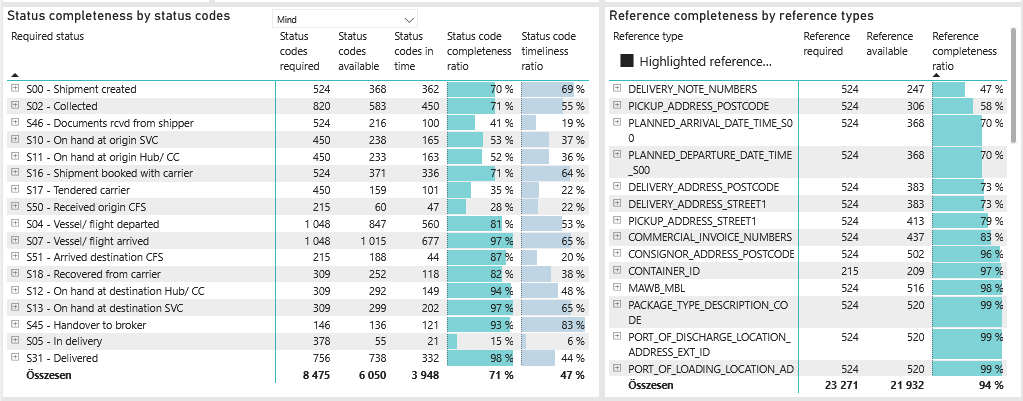 Status completeness by status codes
Mind
Required status
Status codes required
Status codes available
Status codes in time
Status code completeness ratio
Status code timeliness ratio
S00 - Shipment created 524 368 362 70 % 69 %
S02 - Collected 820 583 450 71 % 55 %
S46 - Documents rcvd from shipper 524 216 100 41 % 19 %
S10 - On hand at origin SVC 450 238 165 53 % 37 %
S11 - On hand at origin Hub/ CC 450 233 163 52 % 36 %
S16 - Shipment booked with carrier 524 371 336 71 % 64 %
S17 - Tendered carrier 450 159 101 35 % 22 %
S50 - Received origin CFS 215 60 47 28 % 22 %
S04 - Vessel/ flight departed 1 048 847 560 81 % 53 %
S07 - Vessel/ flight arrived 1 048 1 015 677 97 % 65 %
S51 - Arrived destination CFS 215 188 44 87 % 20 %
S18 - Recovered from carrier 309 252 118 82 % 38 %
S12 - On hand at destination Hub/ CC 309 292 149 94 % 48 %
S13 - On hand at destination SVC 309 299 202 97 % 65 %
S45 - Handover to broker 146 136 121 93 % 83 %
S05 - In delivery 378 55 21 15 % 6 %
S31 - Delivered 756 738 332 98 % 44 %
Összesen 8 475 6 050 3 948 71 % 47 %
Reference completeness by reference types
Reference type
Reference required
Reference available
Reference completeness ratio
Highlighted reference...
DELIVERY_NOTE_NUMBERS 524 247 47 %
PICKUP_ADDRESS_POSTCODE 524 306 58 %
PLANNED_ARRIVAL_DATE_TIME_S0 524 368 70 %
0
PLANNED_DEPARTURE_DATE_TIME 524 368 70 %
_S00
DELIVERY_ADDRESS_POSTCODE 524 383 73 %
DELIVERY_ADDRESS_STREET1 524 383 73 %
PICKUP_ADDRESS_STREET1 524 413 79 %
COMMERCIAL_INVOICE_NUMBERS 524 437 83 %
CONSIGNOR_ADDRESS_POSTCODE 524 502 96 %
CONTAINER_ID 215 209 97 %
MAWB_MBL 524 516 98 %
PACKAGE_TYPE_DESCRIPTION_CO 524 520 99 %
DE
PORT_OF_DISCHARGE_LOCATION_ 524 520 99 %
ADDRESS_EXT_ID
PORT_OF_LOADING_LOCATION_AD 524 520 99 %
Összesen 23 271 21 932 94 %